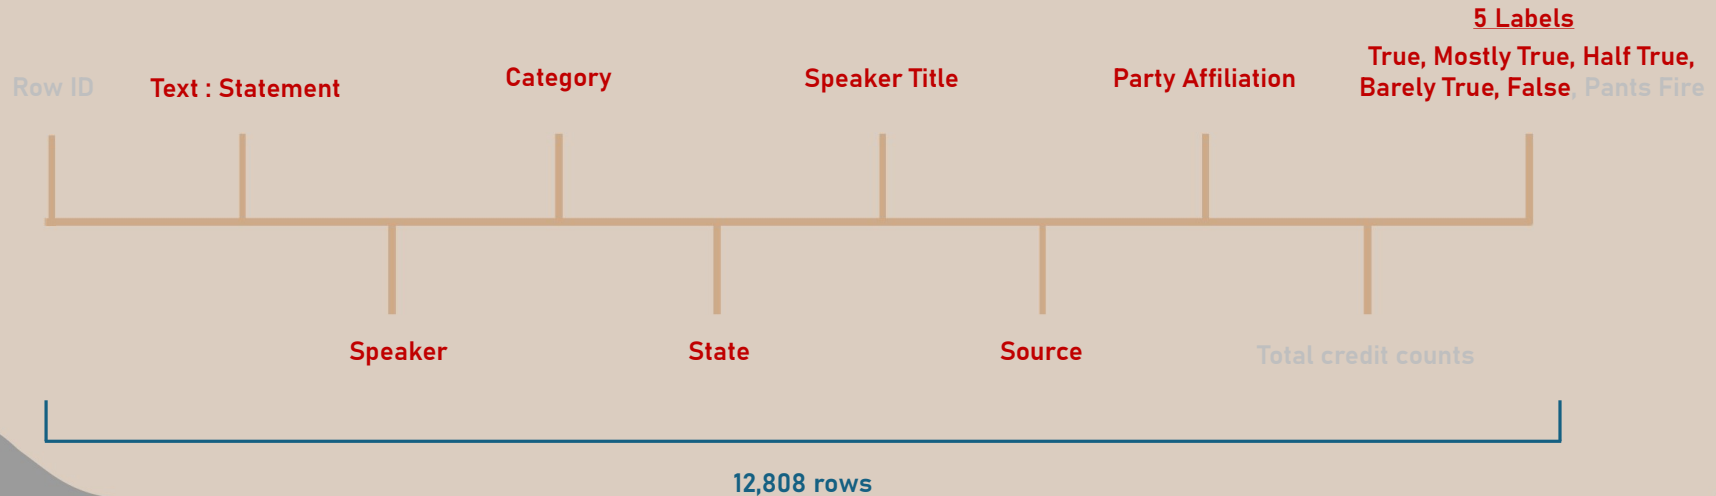 5 Labels
True, Mostly True, Half True,
Barely True, False, Pants Fire
Row ID
Text : Statement
Category
Speaker Title
Party Affiliation
Speaker
State
Source
Total credit counts
12,808 rows